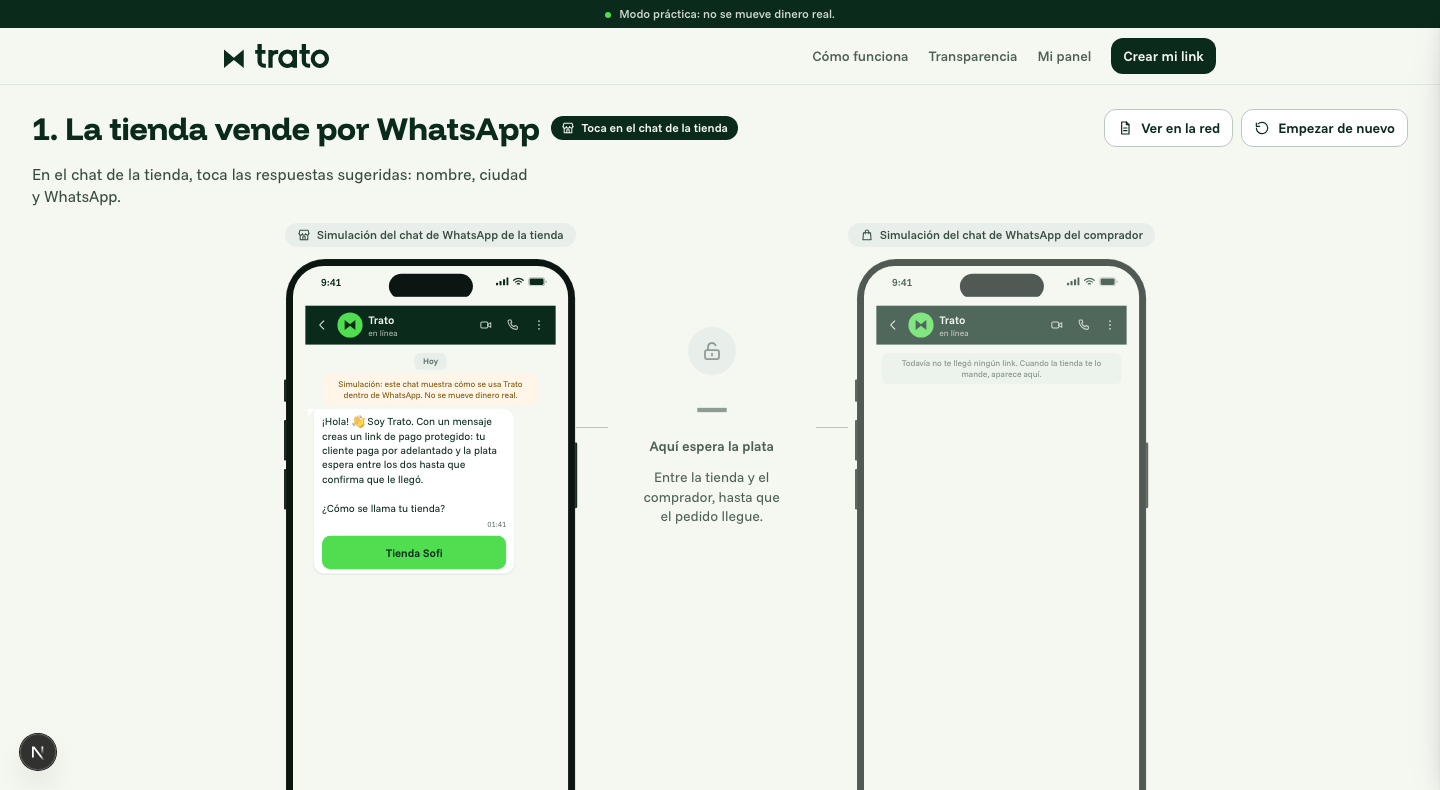 Modo práctica: no se mueve dinero real.
trato
Cómo funciona
Transparencia
Mi panel
Crear mi link
1. La tienda vende por WhatsApp
Toca en el chat de la tienda
Ver en la red
Empezar de nuevo
En el chat de la tienda, toca las respuestas sugeridas: nombre, ciudad
y WhatsApp.
Simulación del chat de WhatsApp de la tienda
9:41
Trato
en línea
Hoy
Simulación: este chat muestra cómo se usa Trato
dentro de WhatsApp. No se mueve dinero real.
¡Hola! 👋 Soy Trato. Con un mensaje
creas un link de pago protegido: tu
cliente paga por adelantado y la plata
espera entre los dos hasta que
confirma que le llegó.
¿Cómo se llama tu tienda?
01:41
Tienda Sofi
Aquí espera la plata
Entre la tienda y el
comprador, hasta que
el pedido llegue.
Simulación del chat de WhatsApp del comprador
9:41
Trato
en línea
Todavía no te llegó ningún link. Cuando la tienda te lo
mande, aparece aquí.
N